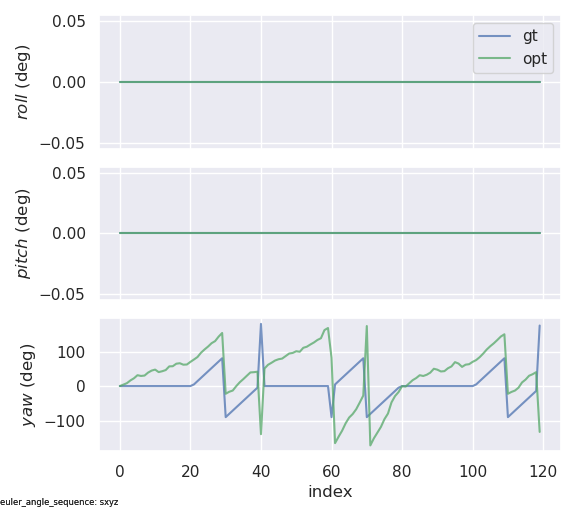 0.05
0.00
−0.05
roll (deg)
gt
opt
0.05
0.00
−0.05
pitch (deg)
100
0
−100
yaw (deg)
0 20 40 60 80 100 120
index
euler_angle_sequence: sxyz